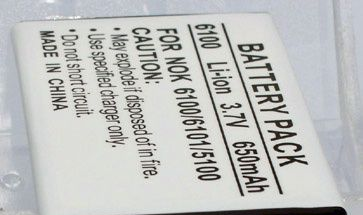 BATTERY PACK
6100 Li-ion 3.7V 650mAh
FOR NOK 6100/6101/5100
CAUTION:
• May explode if disposed of in fire.
• Use specified charger only.
• Do not short circuit.
MADE IN CHINA